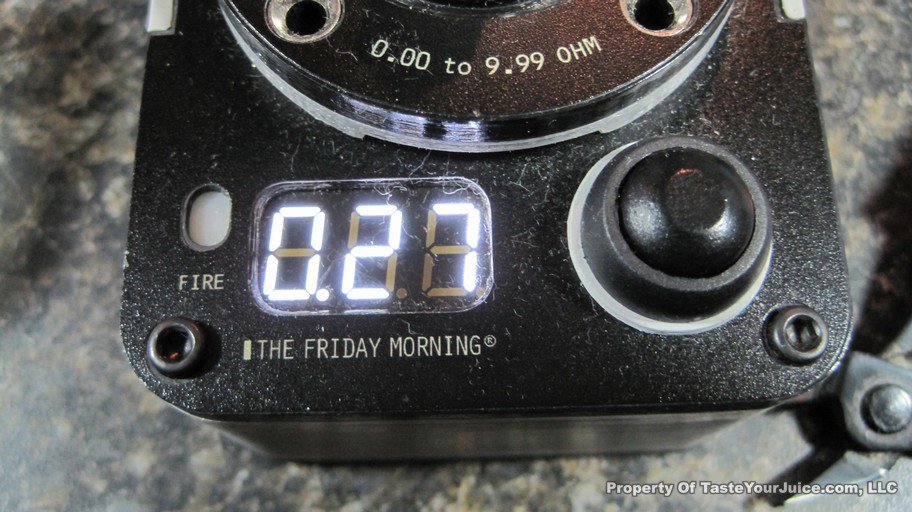 0.00 to 9.99 OHM
0.27
FIRE
THE FRIDAY MORNING®
Property Of TasteYourJuice.com, LLC